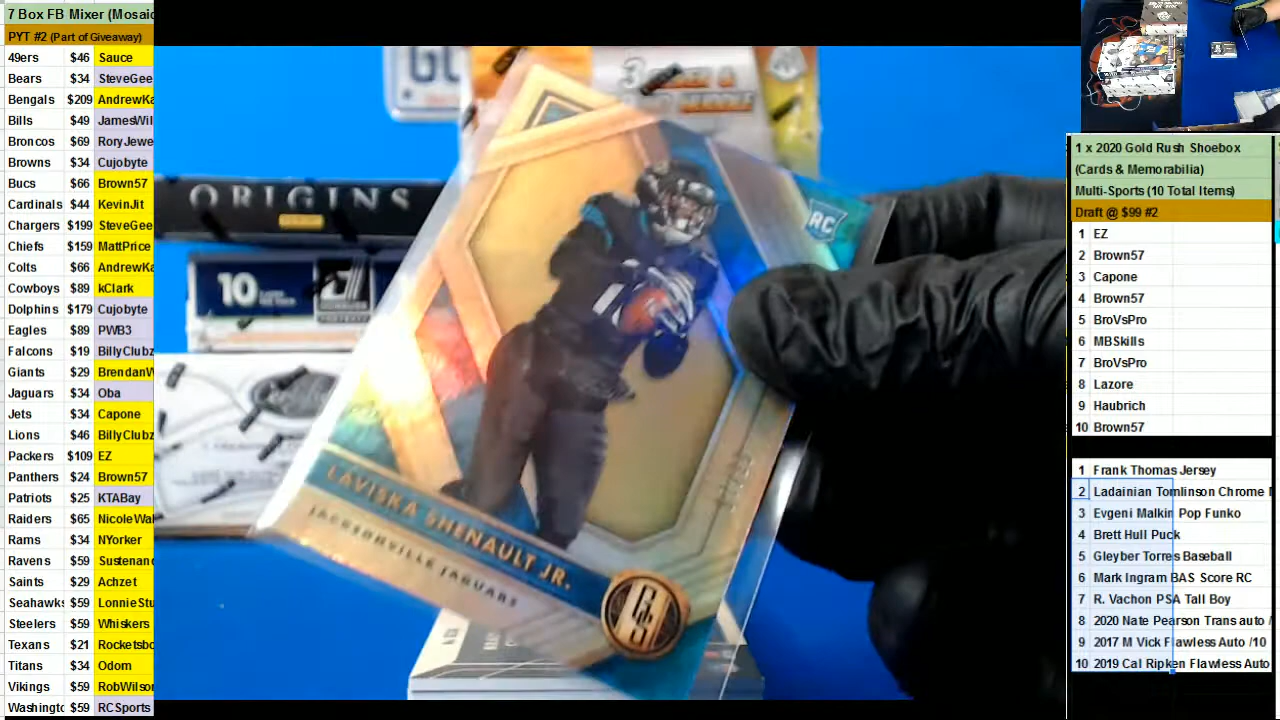 7 Box FB Mixer (Mosaic
PYT #2 (Part of Giveaway)
49ers $46 Sauce
Bears $34 SteveGee
Bengals $209 AndrewKa
Bills $49 JamesWil
Broncos $69 RoryJewe
Browns $34 Cujobyte
Bucs $66 Brown57
Cardinals $44 KevinJit
Chargers $199 SteveGee
Chiefs $159 MattPrice
Colts $66 AndrewKa
Cowboys $89 kClark
Dolphins $179 Cujobyte
Eagles $89 PWB3
Falcons $19 BillyClubz
Giants $29 BrendanW
Jaguars $34 Oba
Jets $34 Capone
Lions $46 BillyClubz
Packers $109 EZ
Panthers $24 Brown57
Patriots $25 KTABay
Raiders $65 NicoleWal
Rams $34 NYorker
Ravens $59 Sustenanc
Saints $29 Achzet
Seahawks $59 LonnieStu
Steelers $59 Whiskers
Texans $21 Rocketsbo
Titans $34 Odom
Vikings $59 RobWilson
Washingto $59 RCSports
ORIGINS
10
RC
LAVISKA SHENAULT JR.
JACKSONVILLE JAGUARS
1 x 2020 Gold Rush Shoebox
(Cards & Memorabilia)
Multi-Sports (10 Total Items)
Draft @ $99 #2
1 EZ
2 Brown57
3 Capone
4 Brown57
5 BroVsPro
6 MBSkills
7 BroVsPro
8 Lazore
9 Haubrich
10 Brown57
1 Frank Thomas Jersey
2 Ladainian Tomlinson Chrome
3 Evgeni Malkin Pop Funko
4 Brett Hull Puck
5 Gleyber Torres Baseball
6 Mark Ingram BAS Score RC
7 R. Vachon PSA Tall Boy
8 2020 Nate Pearson Trans auto /
9 2017 M Vick Flawless Auto /10
10 2019 Cal Ripken Flawless Auto